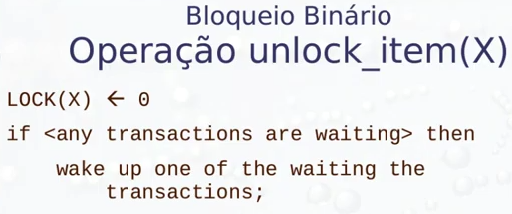 Bloqueio Binário
Operação unlock_item(X)
LOCK(X) ← 0
if <any transactions are waiting> then
wake up one of the waiting the
transactions;